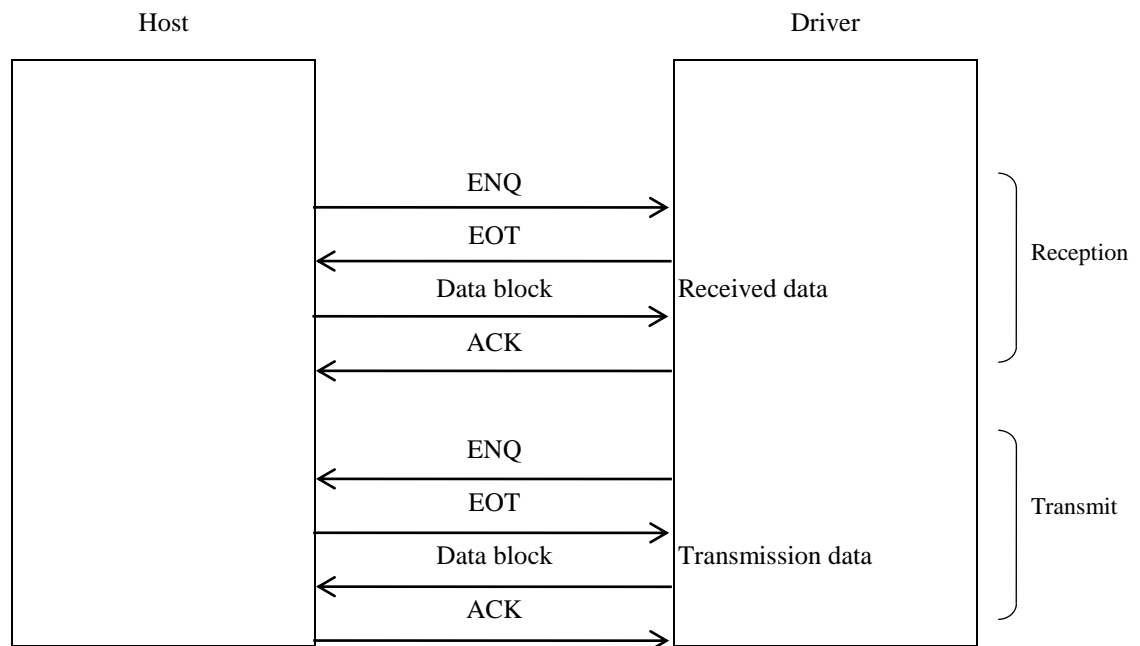 Host
Driver
ENQ
EOT
Reception
Data block
Received data
ACK
ENQ
EOT
Transmit
Data block
Transmission data
ACK